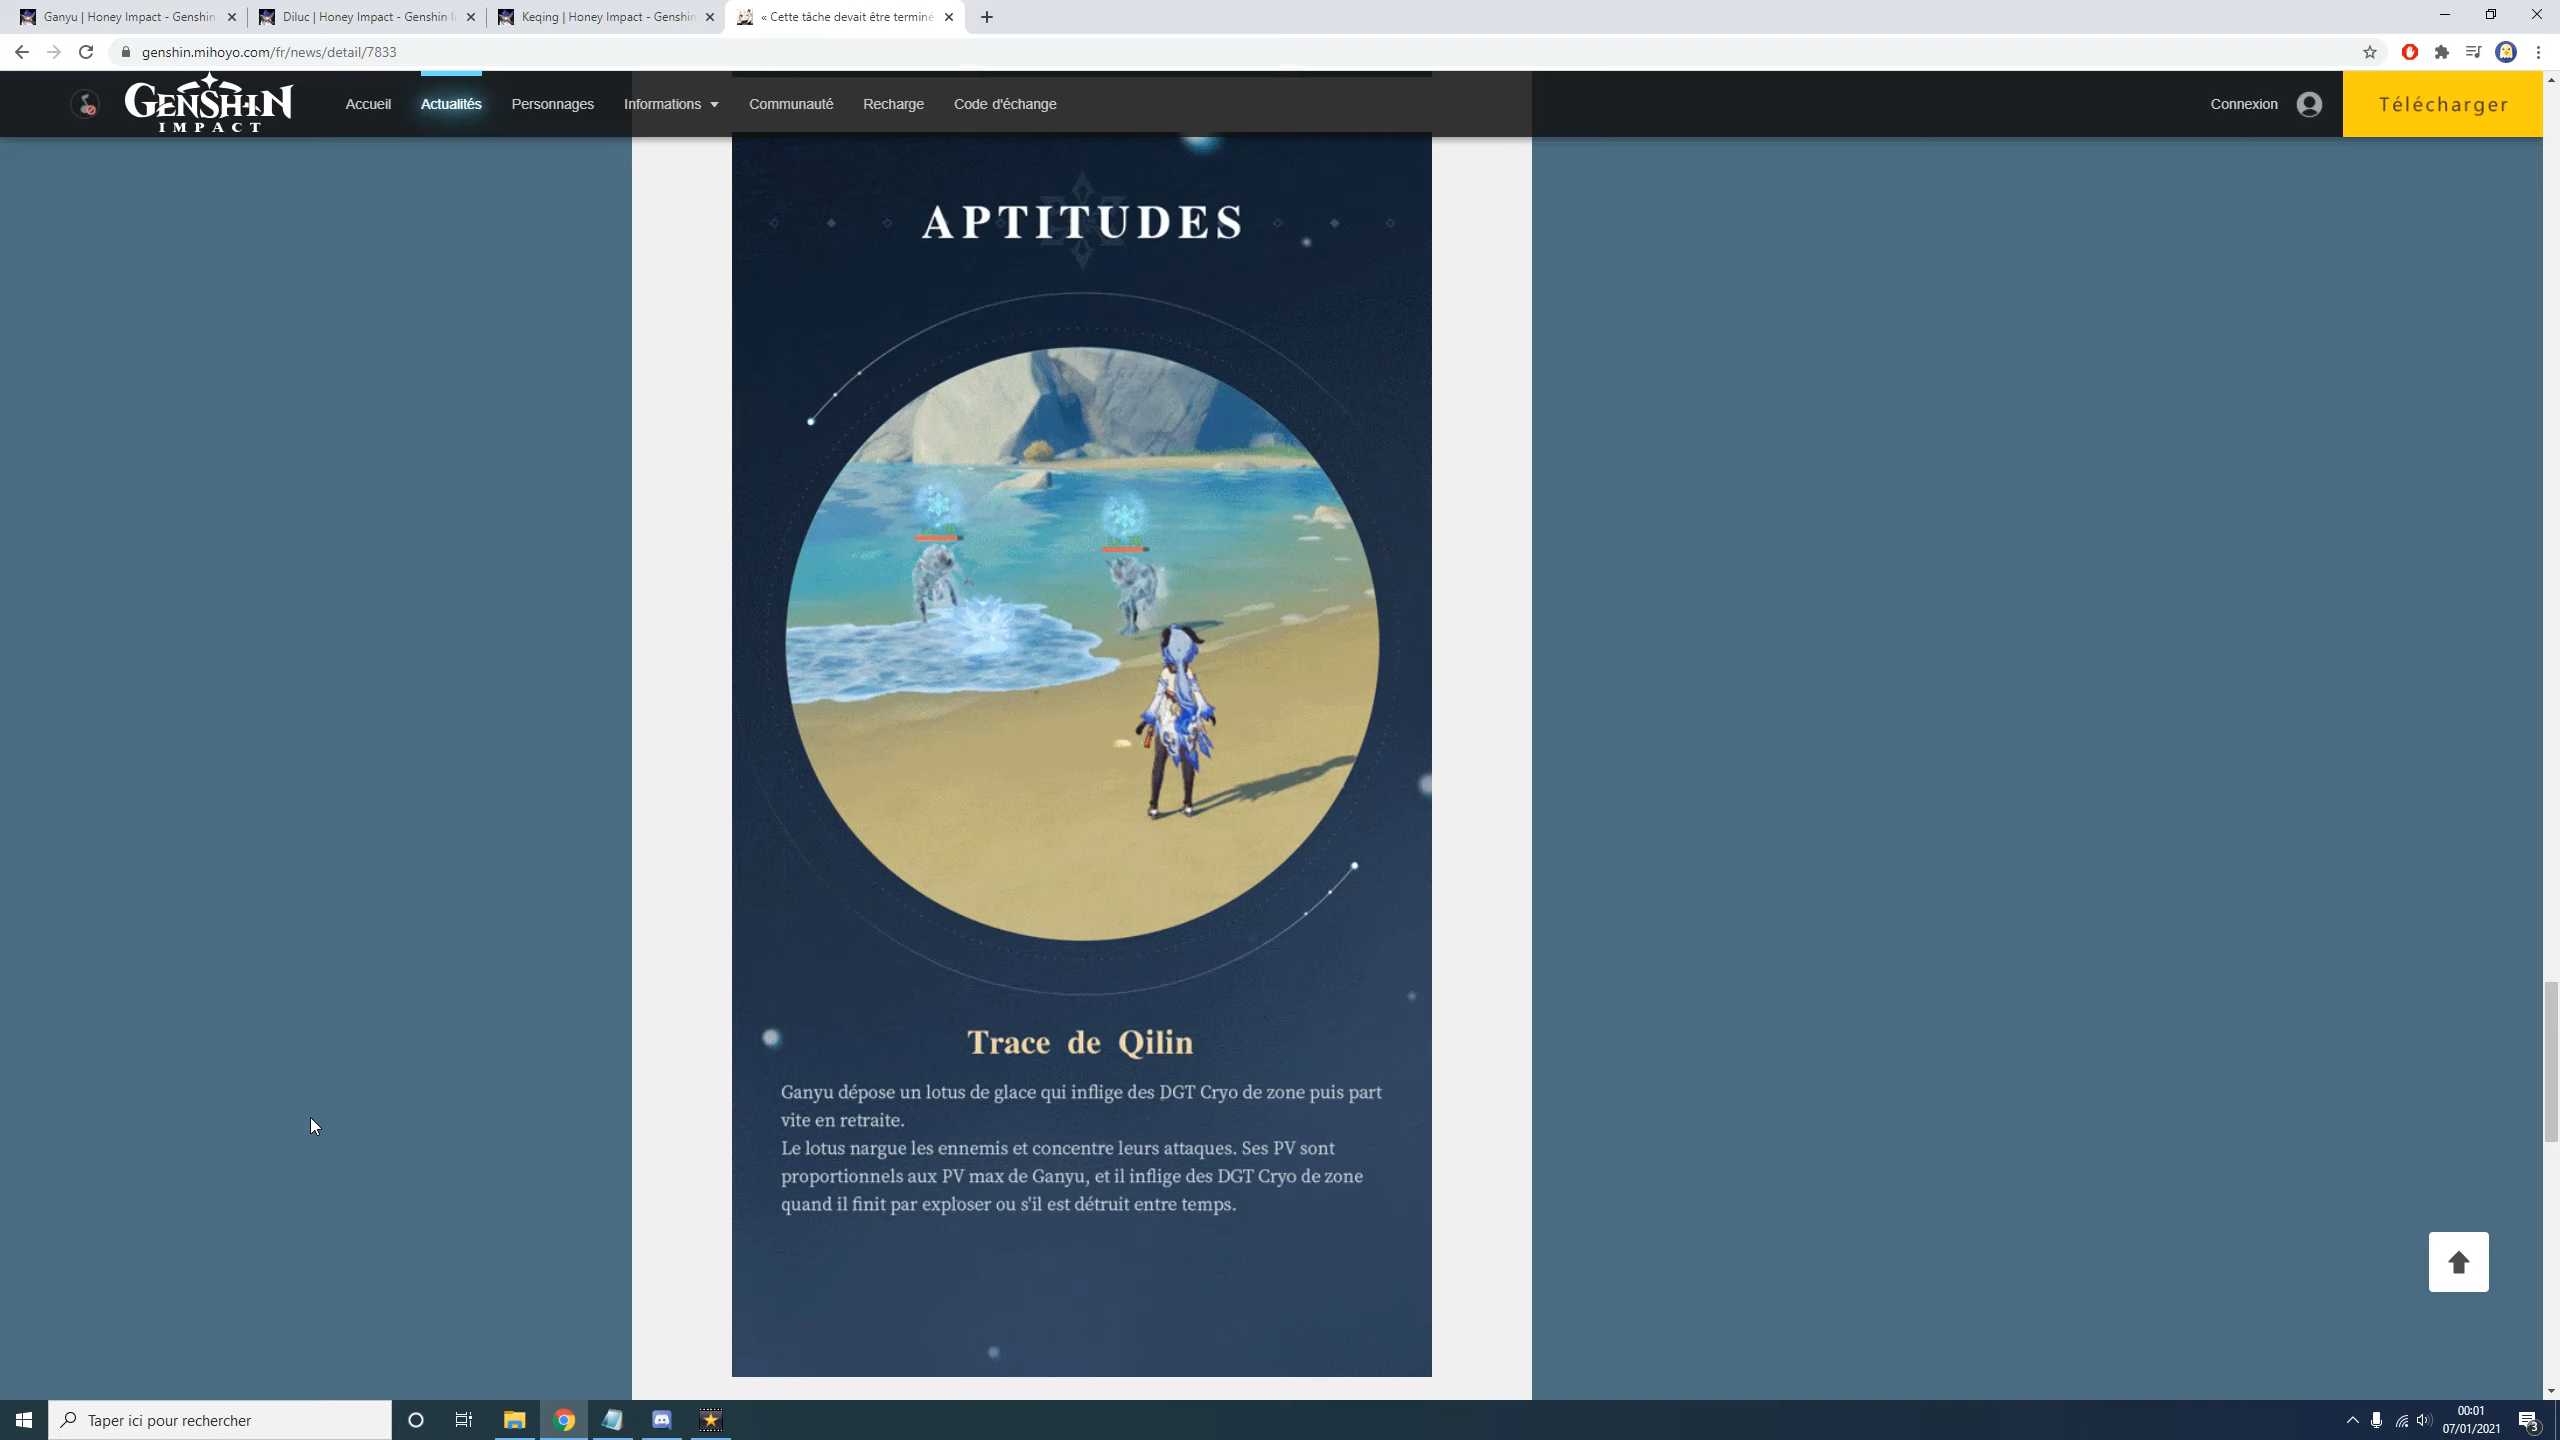 Ganyu | Honey Impact - Genshin
Diluc | Honey Impact - Genshin I
Keqing | Honey Impact - Genshin
« Cette tâche devait être terminé
genshin.mihoyo.com/fr/news/detail/7833
GENSHIN
IMPACT
Accueil
Actualités
Personnages
Informations
Communauté
Recharge
Code d'échange
Connexion
Télécharger
APTITUDES
Trace de Qilin
Ganyu dépose un lotus de glace qui inflige des DGT Cryo de zone puis part
vite en retraite.
Le lotus nargue les ennemis et concentre leurs attaques. Ses PV sont
proportionnels aux PV max de Ganyu, et il inflige des DGT Cryo de zone
quand il finit par exploser ou s'il est détruit entre temps.
Taper ici pour rechercher
00:01
07/01/2021
3